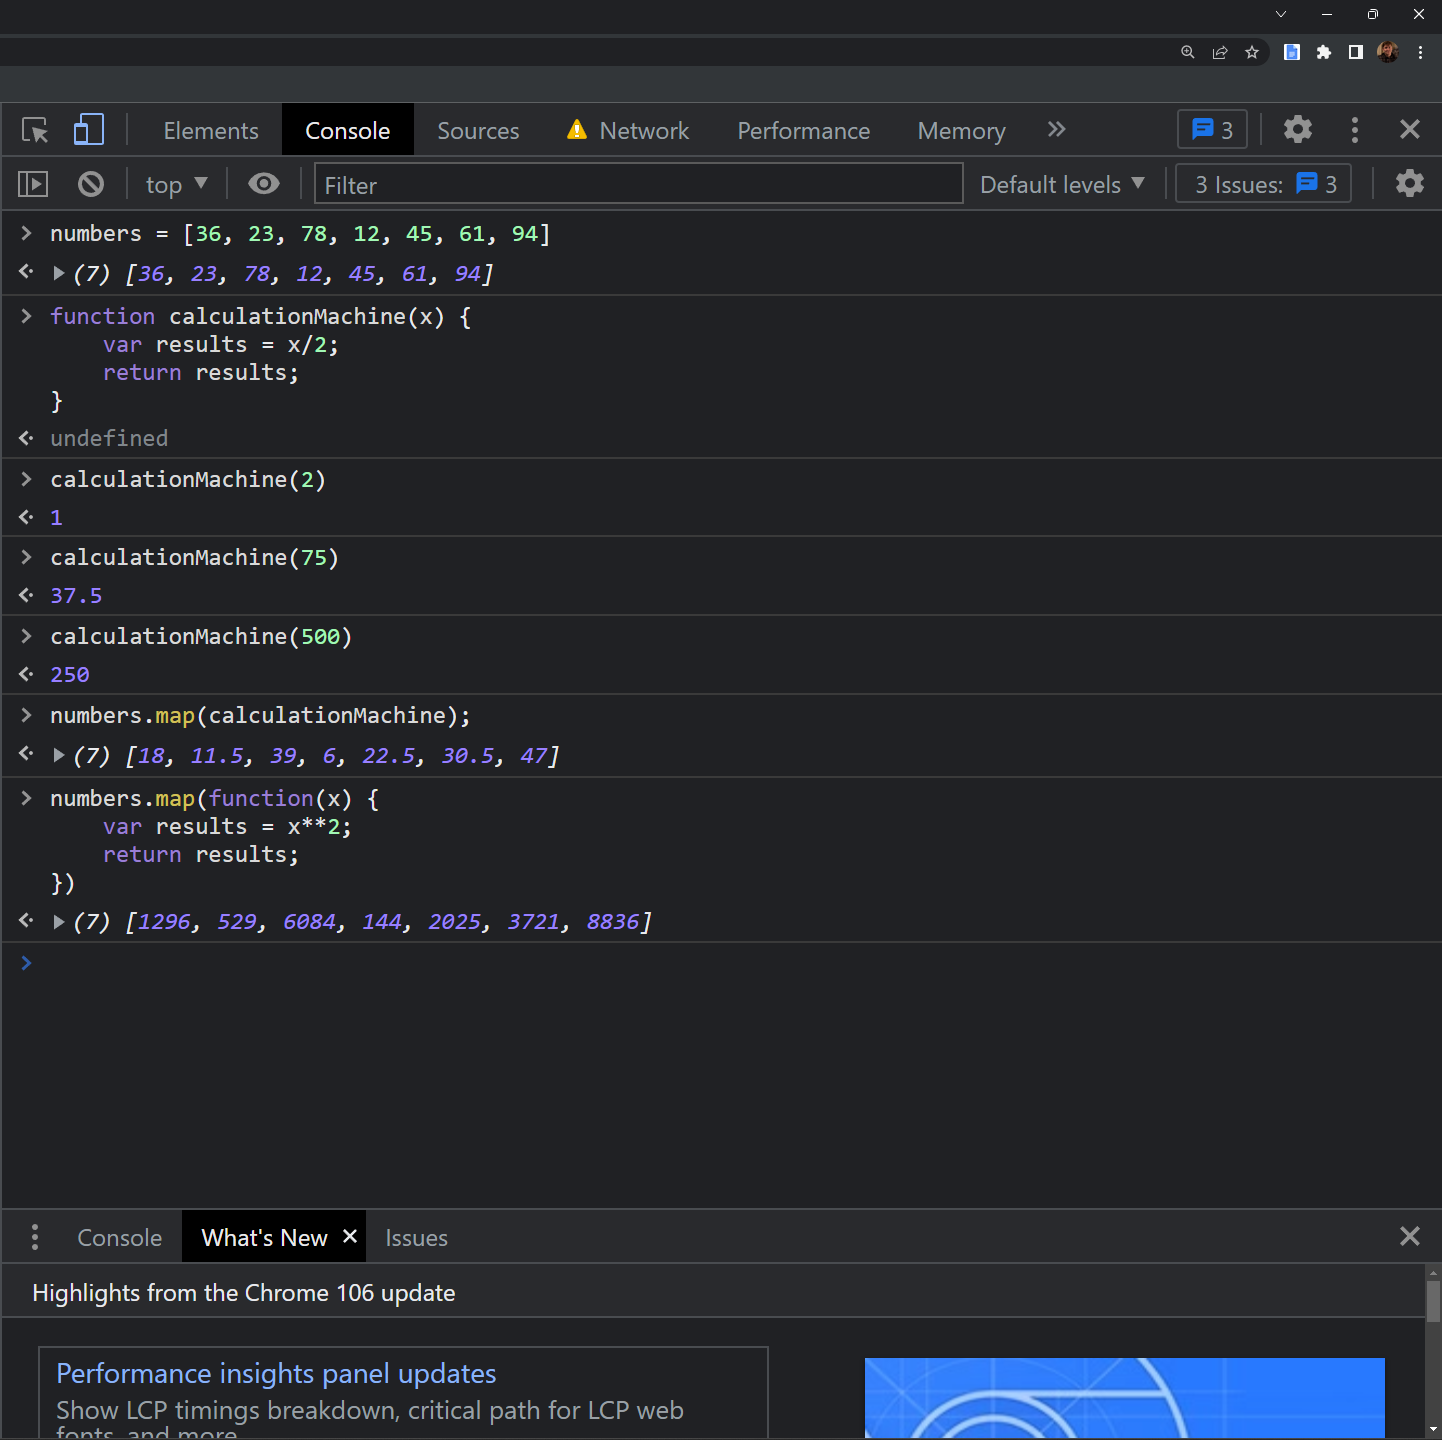 Elements Console Sources Network Performance Memory 3
top Filter Default levels 3 Issues: 3
numbers = [36, 23, 78, 12, 45, 61, 94]
(7) [36, 23, 78, 12, 45, 61, 94]
function calculationMachine(x) {
    var results = x/2;
    return results;
}
undefined
calculationMachine(2)
1
calculationMachine(75)
37.5
calculationMachine(500)
250
numbers.map(calculationMachine);
(7) [18, 11.5, 39, 6, 22.5, 30.5, 47]
numbers.map(function(x) {
    var results = x**2;
    return results;
})
(7) [1296, 529, 6084, 144, 2025, 3721, 8836]
Console What's New Issues
Highlights from the Chrome 106 update
Performance insights panel updates
Show LCP timings breakdown, critical path for LCP web
fonts, and more